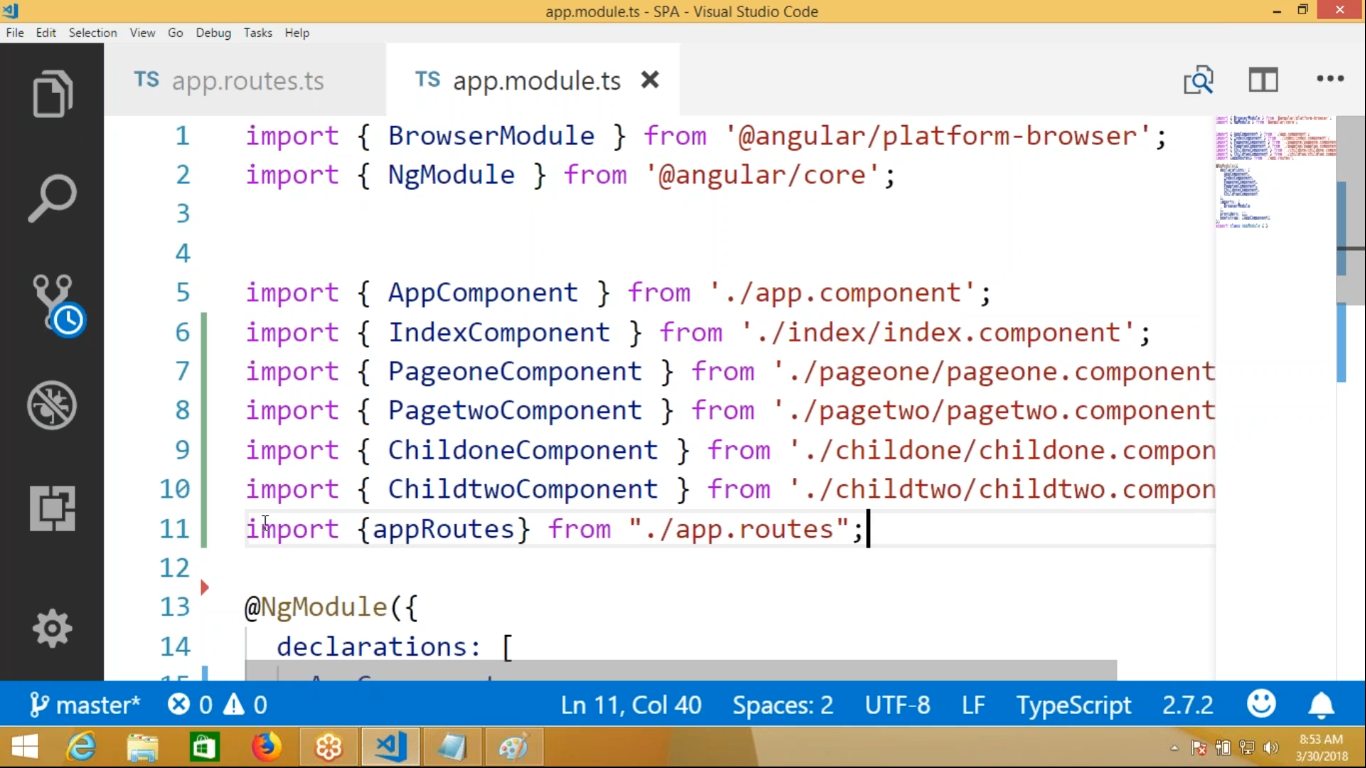 app.module.ts - SPA - Visual Studio Code
File Edit Selection View Go Debug Tasks Help
TS app.routes.ts TS app.module.ts
1 import { BrowserModule } from '@angular/platform-browser';
2 import { NgModule } from '@angular/core';
3
4
5 import { AppComponent } from './app.component';
6 import { IndexComponent } from './index/index.component';
7 import { PageoneComponent } from './pageone/pageone.component
8 import { PagetwoComponent } from './pagetwo/pagetwo.component
9 import { ChildoneComponent } from './childone/childone.compon
10 import { ChildtwoComponent } from './childtwo/childtwo.compon
11 import {appRoutes} from "./app.routes";
12
13 @NgModule({
14 declarations: [
master* 0 0 Ln 11, Col 40 Spaces: 2 UTF-8 LF TypeScript 2.7.2
8:53 AM
3/30/2018